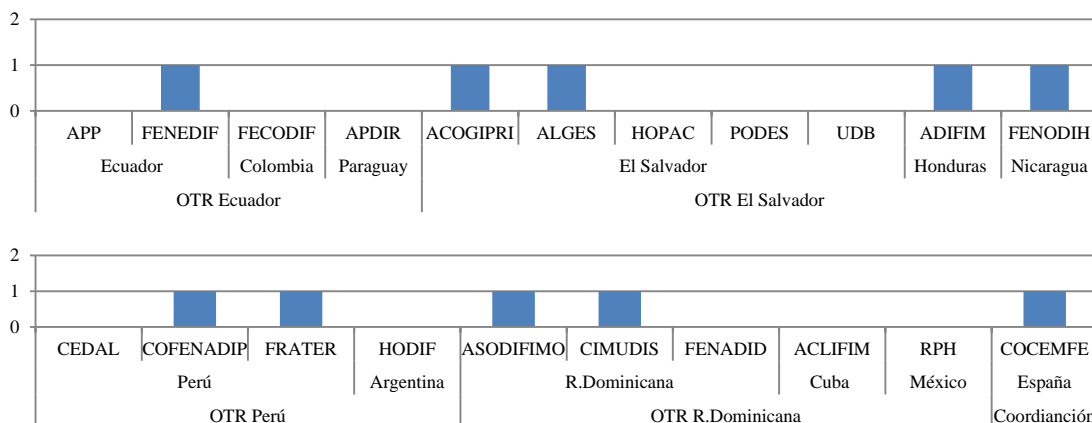 2
1
0
APP FENEDIF FECODIF APDIR ACOGIPRI ALGES HOPAC PODES UDB ADIFIM FENODIH
Ecuador Colombia Paraguay El Salvador Honduras Nicaragua
OTR Ecuador OTR El Salvador
2
1
0
CEDAL COFENADIP FRATER HODIF ASODIFIMO CIMUDIS FENADID ACLIFIM RPH COCEMFE
Perú Argentina R.Dominicana Cuba México España
OTR Perú OTR R.Dominicana Coordianción